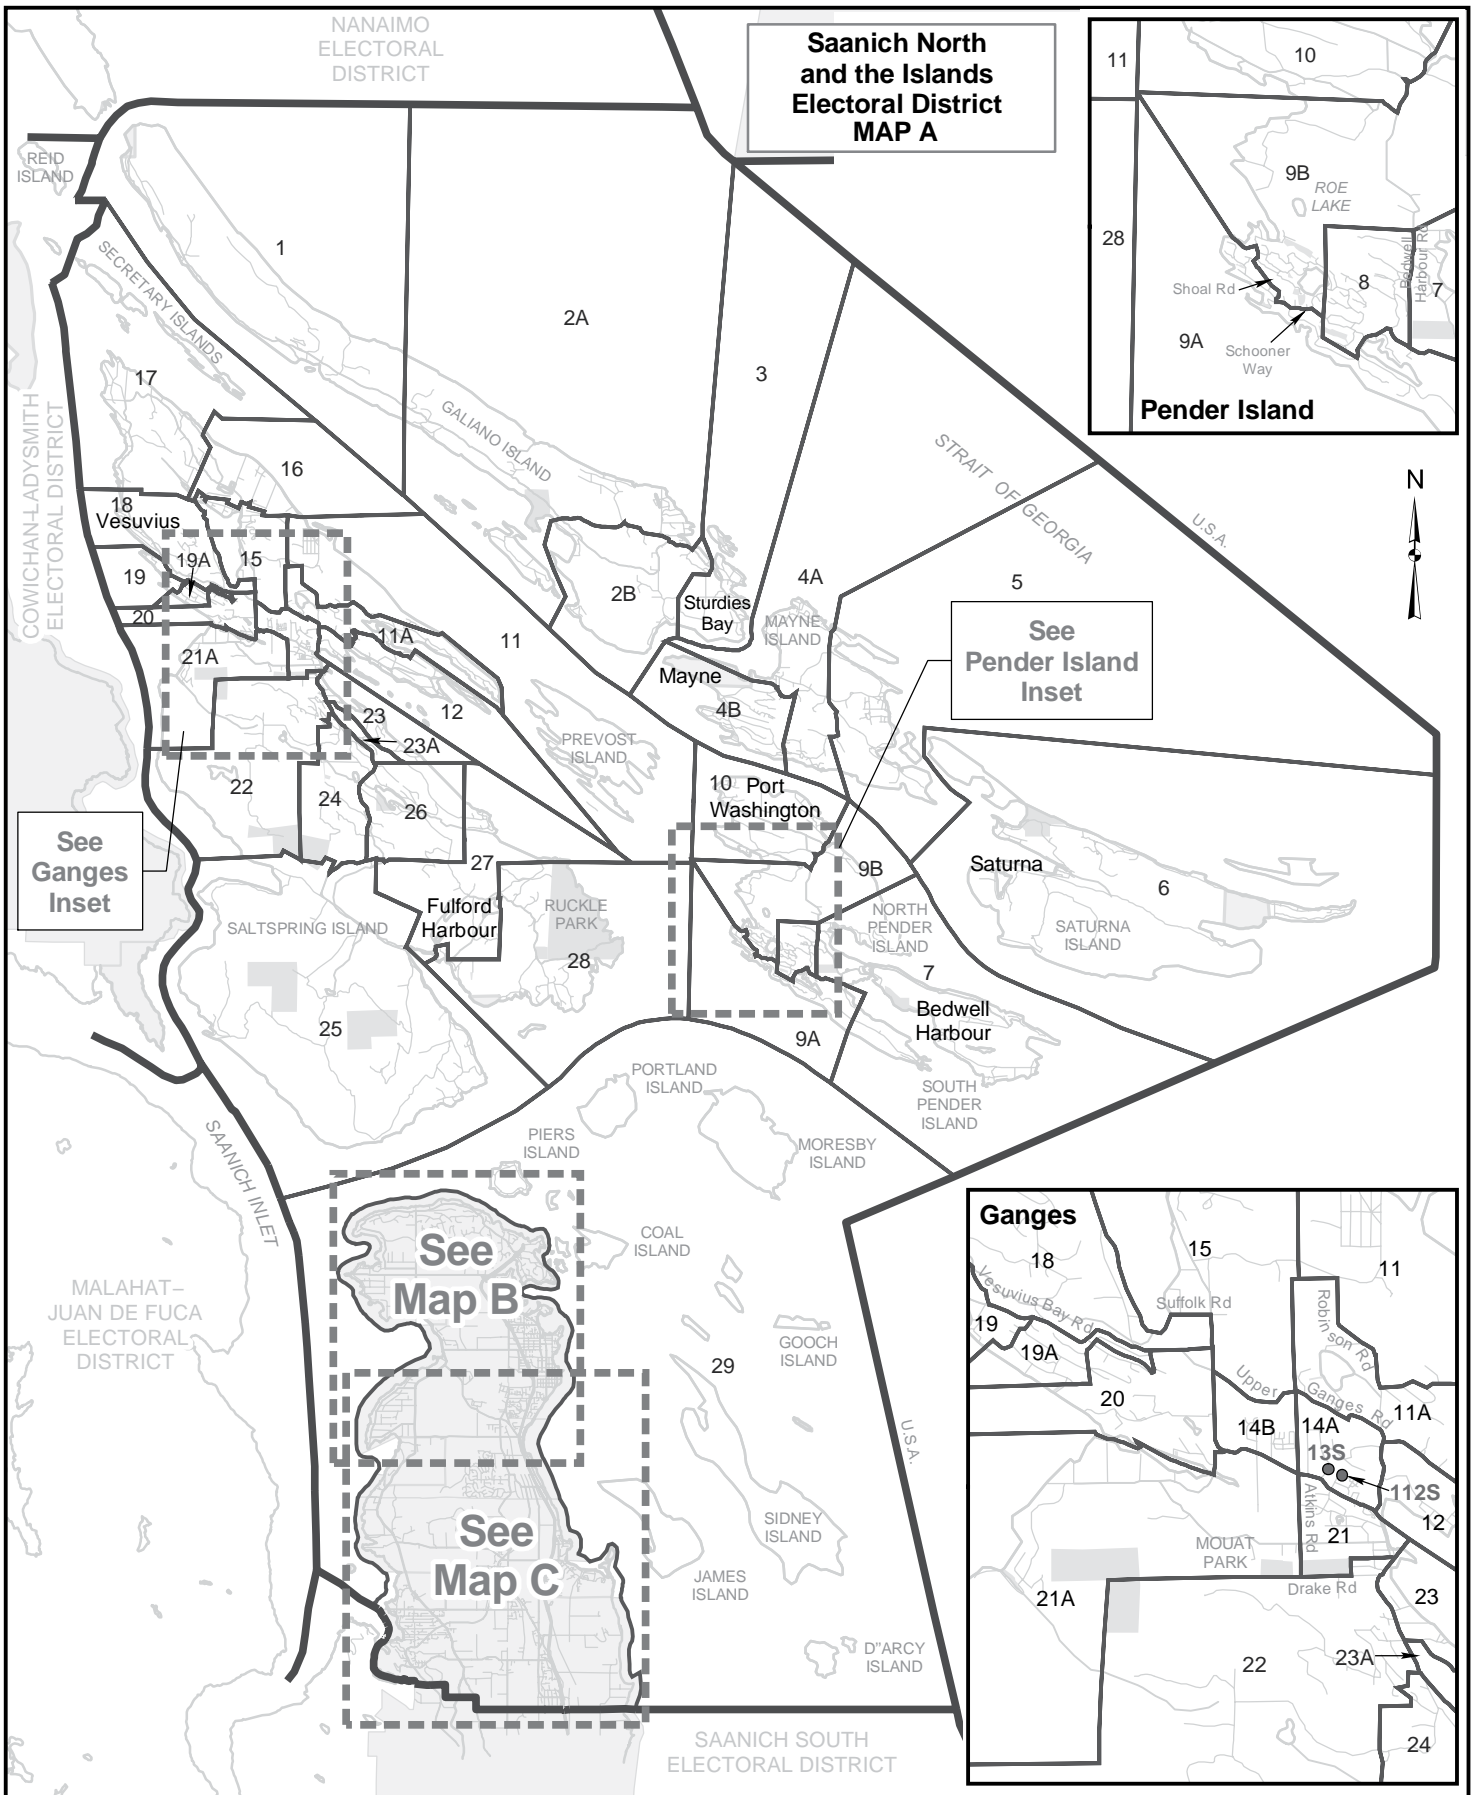 NANAIMO
ELECTORAL
DISTRICT
Saanich North
and the Islands
Electoral District
MAP A
11
10
9B
ROE
LAKE
28
Bedwell
Harbour Rd
8
7
Shoal Rd
9A
Schooner
Way
Pender Island
REID
ISLAND
1
SECRETARY ISLANDS
2A
3
17
GALIANO ISLAND
STRAIT OF GEORGIA
16
N
COWICHAN-LADYSMITH
ELECTORAL DISTRICT
18
Vesuvius
U.S.A.
19A
15
19
2B
4A
5
Sturdies
Bay
20
MAYNE
ISLAND
11A
11
See
Pender Island
Inset
21A
Mayne
4B
23
12
23A
PREVOST
ISLAND
22
24
26
10
Port
Washington
See
Ganges
Inset
27
9B
Saturna
6
SALTSPRING ISLAND
Fulford
Harbour
RUCKLE
PARK
NORTH
PENDER
ISLAND
SATURNA
ISLAND
28
7
25
Bedwell
Harbour
9A
PORTLAND
ISLAND
SOUTH
PENDER
ISLAND
SAANICH INLET
PIERS
ISLAND
MORESBY
ISLAND
COAL
ISLAND
See
Map B
MALAHAT–
JUAN DE FUCA
ELECTORAL
DISTRICT
GOOCH
ISLAND
29
U.S.A.
See
Map C
SIDNEY
ISLAND
JAMES
ISLAND
D"ARCY
ISLAND
SAANICH SOUTH
ELECTORAL DISTRICT
Ganges
18
15
11
Vesuvius Bay Rd
Suffolk Rd
Robinson Rd
19
19A
20
Upper
Ganges Rd
11A
14B
14A
13S
112S
12
Atkins Rd
21
MOUAT
PARK
Drake Rd
21A
23
22
23A
24